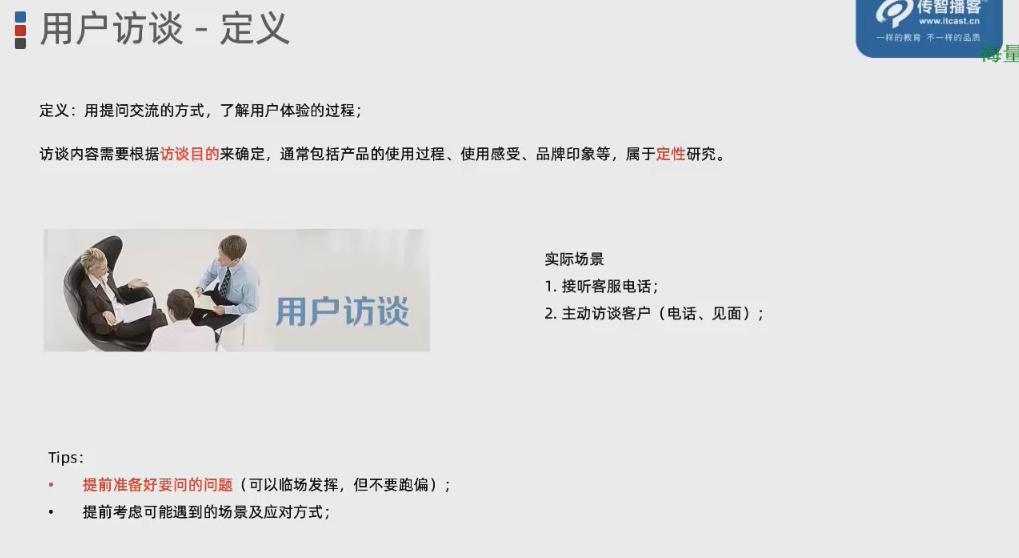 用户访谈 - 定义
传智播客
www.itcast.cn
一样的教育 不一样的品质
海量
定义：用提问交流的方式，了解用户体验的过程；
访谈内容需要根据访谈目的来确定，通常包括产品的使用过程、使用感受、品牌印象等，属于定性研究。
用户访谈
实际场景
1. 接听客服电话；
2. 主动访谈客户（电话、见面）；
Tips：
• 提前准备好要问的问题（可以临场发挥，但不要跑偏）；
• 提前考虑可能遇到的场景及应对方式；